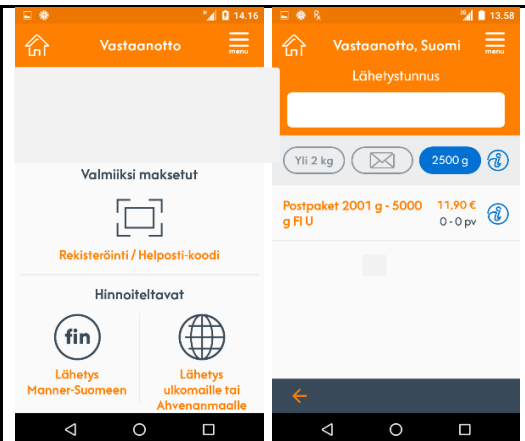 14.16
Vastaanotto
menu
Valmiiksi maksetut
Rekisteröinti / Helposti-koodi
Hinnoiteltavat
fin
Lähetys
Manner-Suomeen
Lähetys
ulkomaille tai
Ahvenanmaalle
13.58
Vastaanotto, Suomi
menu
Lähetystunnus
Yli 2 kg
2500 g
Postpaket 2001 g - 5000
g FI U
11,90 €
0 - 0 pv